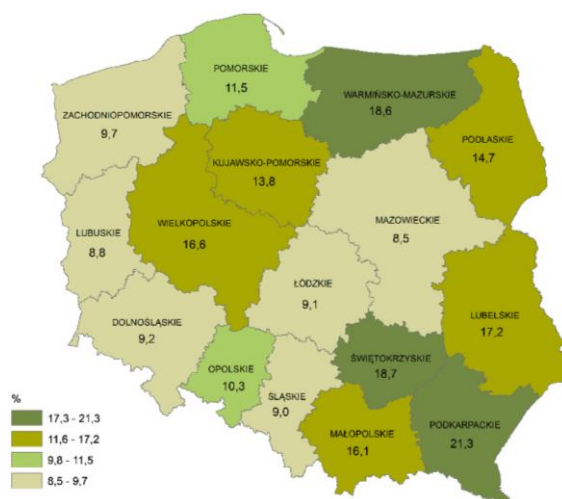 POMORSKIE
11,5
WARMIŃSKO-MAZURSKIE
18,6
ZACHODNIOPOMORSKIE
9,7
PODLASKIE
14,7
KUJAWSKO-POMORSKIE
13,8
WIELKOPOLSKIE
16,6
MAZOWIECKIE
8,5
LUBUSKIE
8,8
ŁÓDZKIE
9,1
LUBELSKIE
17,2
DOLNOŚLĄSKIE
9,2
OPOLSKIE
10,3
ŚWIĘTOKRZYSKIE
18,7
ŚLĄSKIE
9,0
MAŁOPOLSKIE
16,1
PODKARPACKIE
21,3
%
17,3 - 21,3
11,6 - 17,2
9,8 - 11,5
8,5 - 9,7